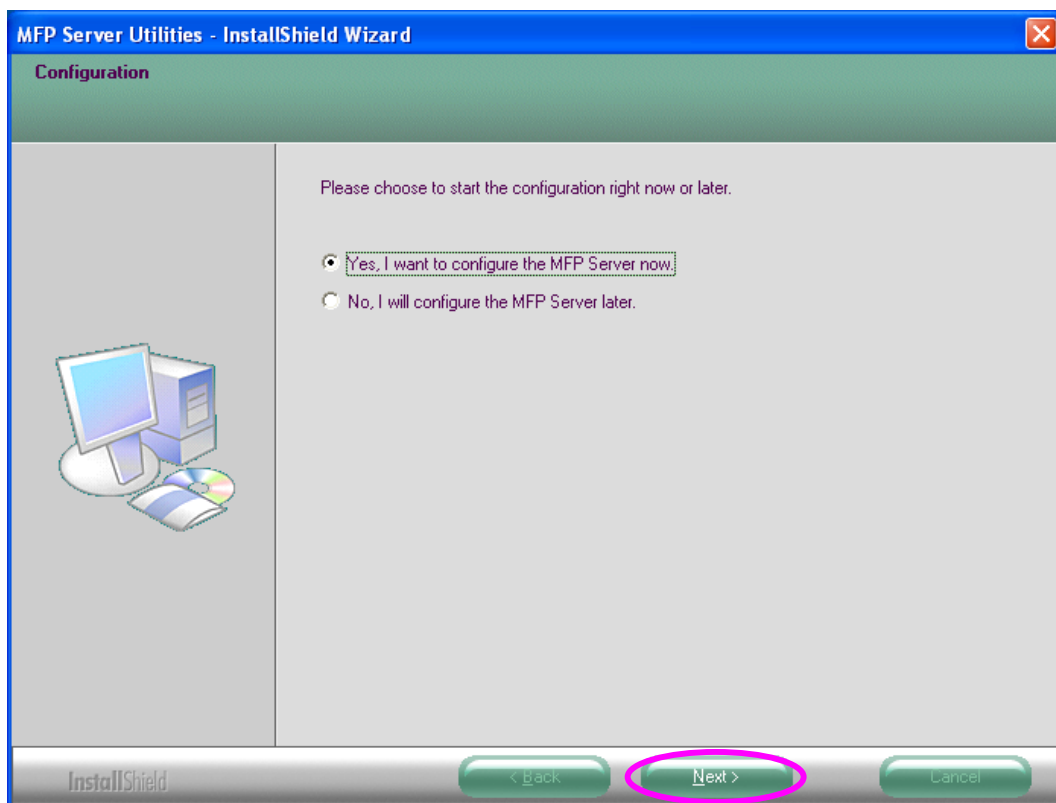 MFP Server Utilities - InstallShield Wizard
Configuration
Please choose to start the configuration right now or later.
Yes, I want to configure the MFP Server now.
No, I will configure the MFP Server later.
InstallShield
< Back
Next >
Cancel